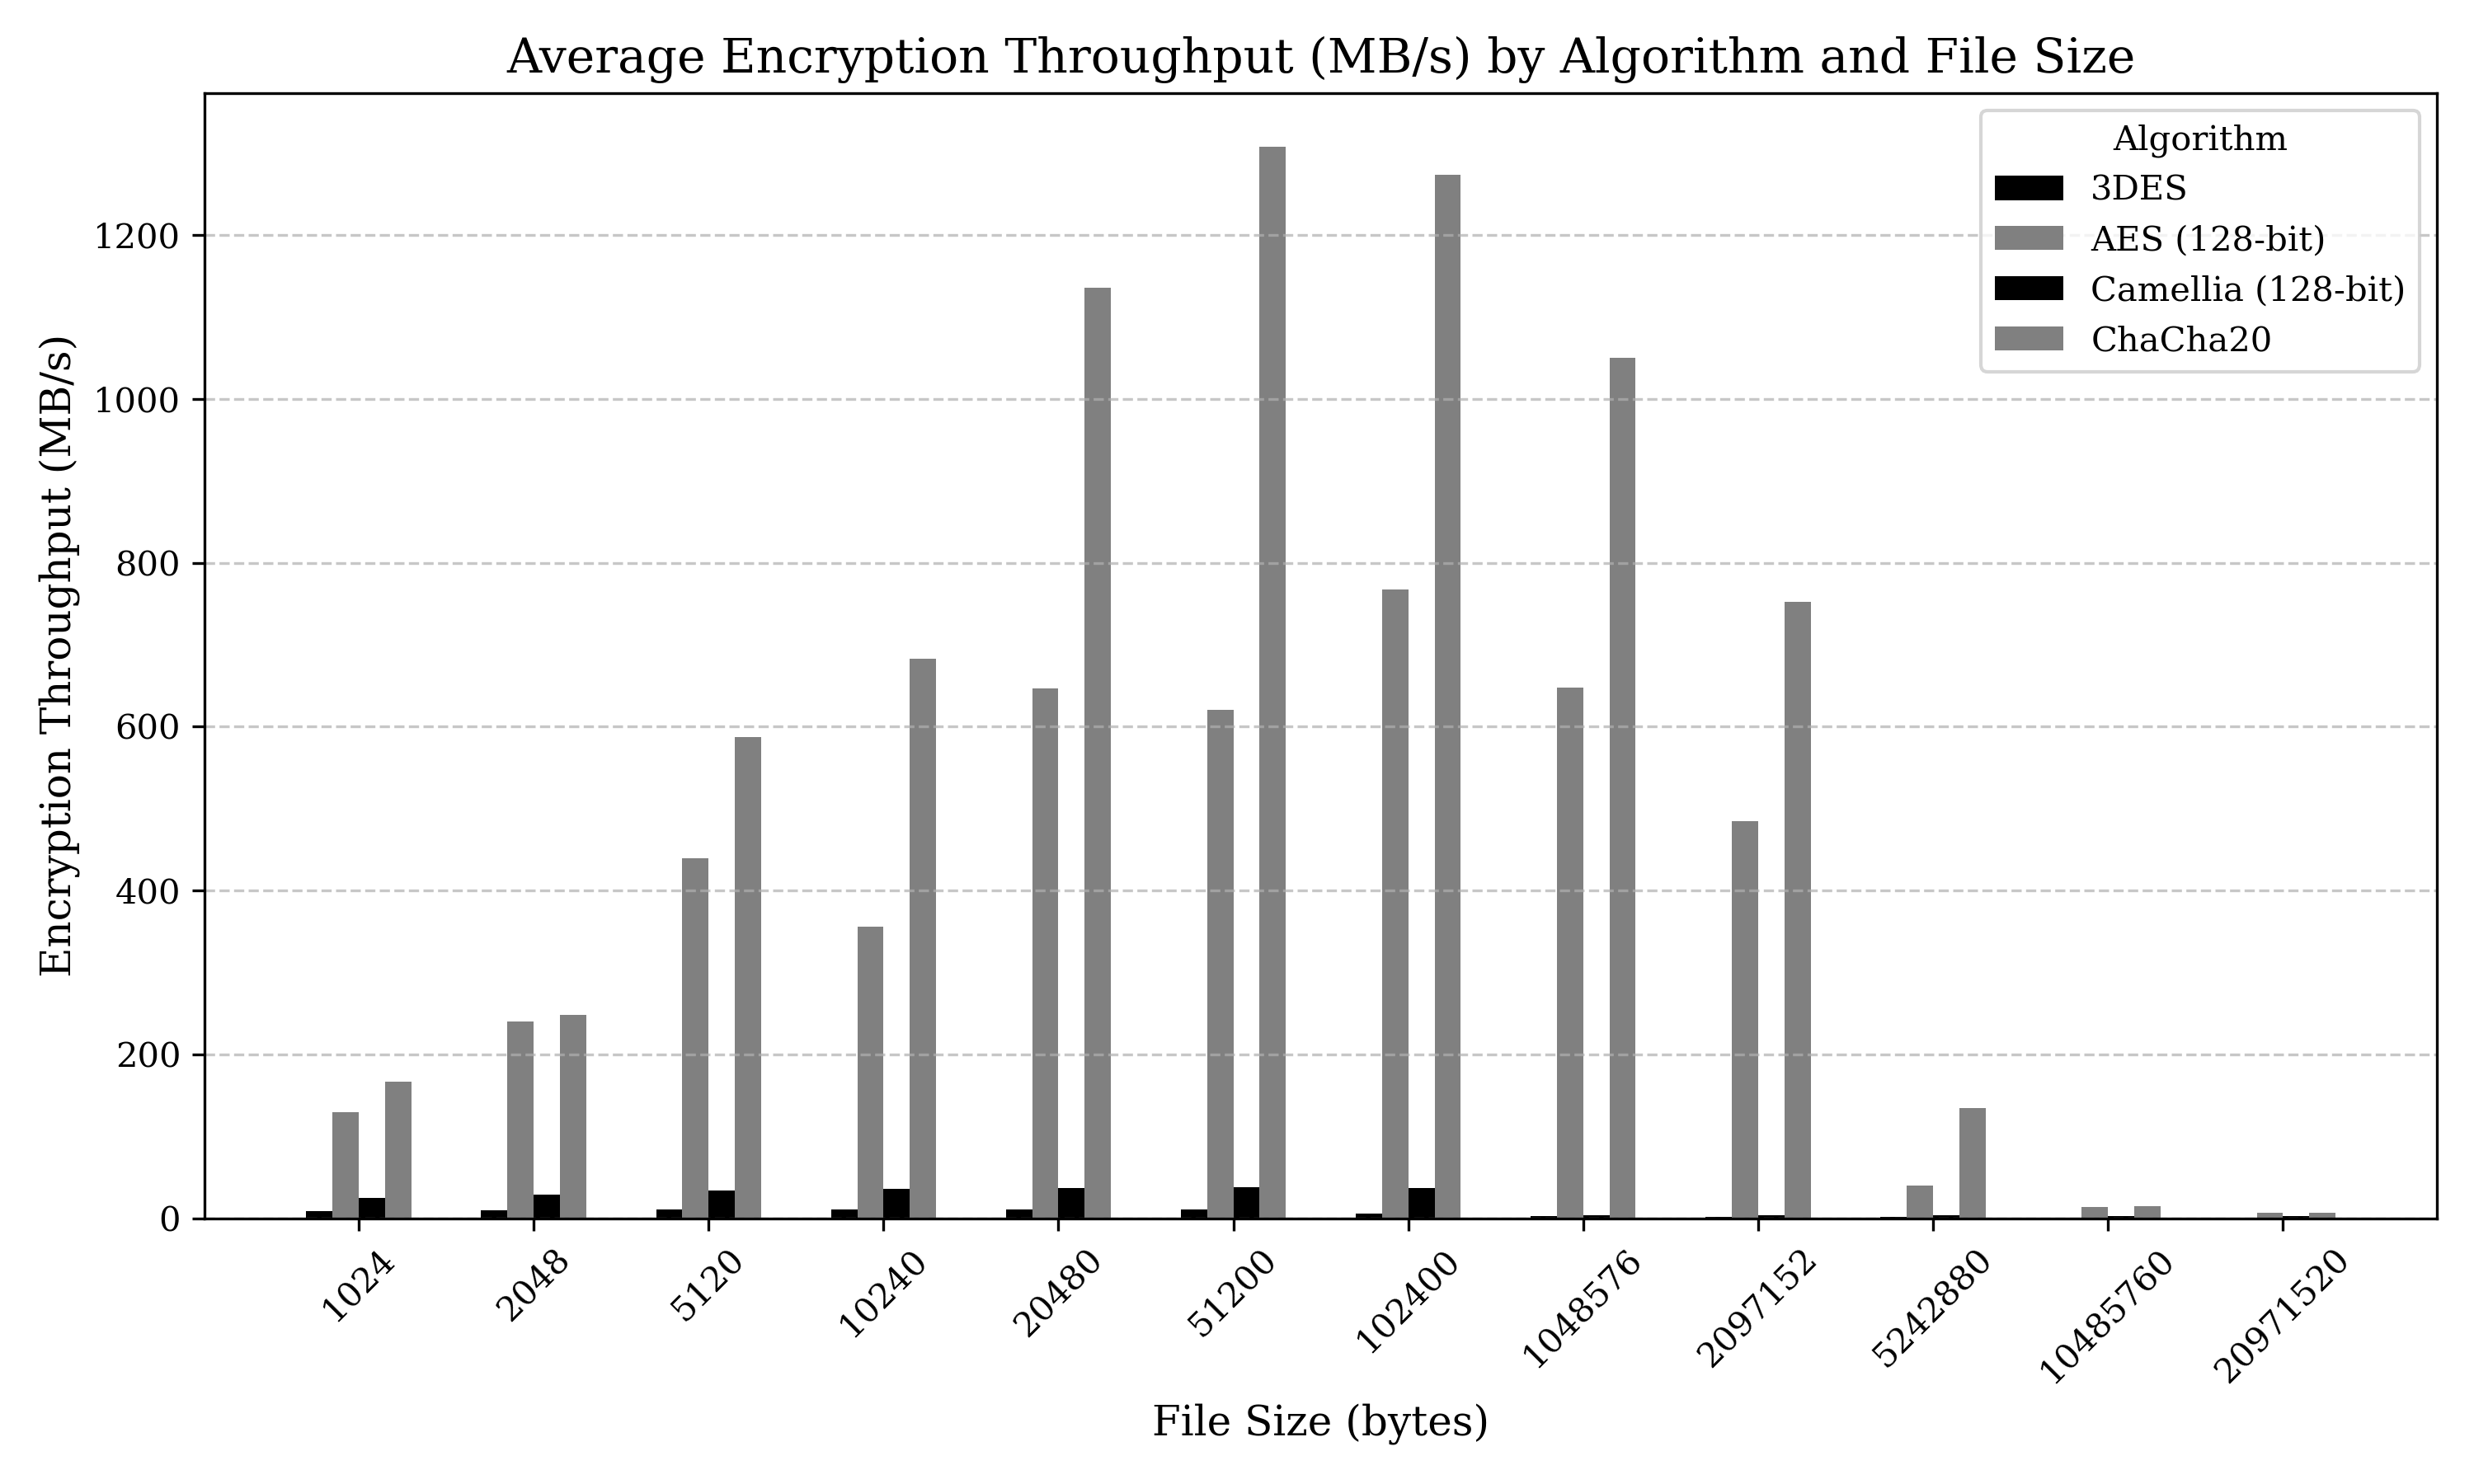 Average Encryption Throughput (MB/s) by Algorithm and File Size
Algorithm
3DES
AES (128-bit)
Camellia (128-bit)
ChaCha20
Encryption Throughput (MB/s)
1200
1000
800
600
400
200
0
1024
2048
5120
10240
20480
51200
102400
1048576
2097152
5242880
10485760
20971520
File Size (bytes)